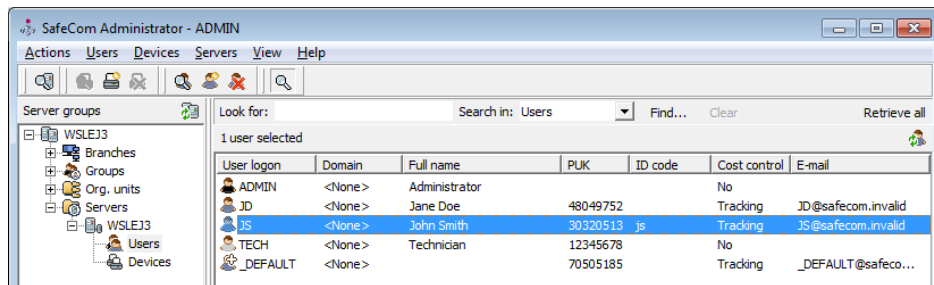 SafeCom Administrator - ADMIN
Actions Users Devices Servers View Help
Server groups
Look for: Search in: Users Find... Clear Retrieve all
WSLEJ3
1 user selected
Branches
Groups
Org. units
Servers
WSLEJ3
Users
Devices
User logon Domain Full name PUK ID code Cost control E-mail
ADMIN <None> Administrator No
JD <None> Jane Doe 48049752 Tracking JD@safecom.invalid
JS <None> John Smith 30320513 js Tracking JS@safecom.invalid
TECH <None> Technician 12345678 No
_DEFAULT <None> 70505185 Tracking _DEFAULT@safeco...